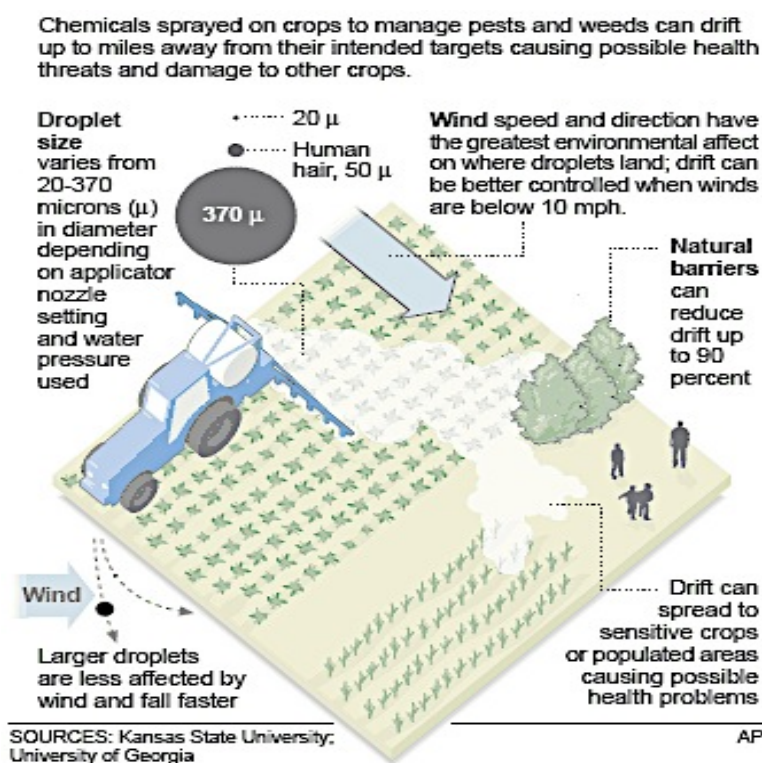 Chemicals sprayed on crops to manage pests and weeds can drift
up to miles away from their intended targets causing possible health
threats and damage to other crops.
Droplet
size
varies from
20-370
microns (μ)
in diameter
depending
on applicator
nozzle
setting
and water
pressure
used
20 μ
Human
hair, 50 μ
370 μ
Wind speed and direction have
the greatest environmental affect
on where droplets land; drift can
be better controlled when winds
are below 10 mph.
Natural
barriers
can
reduce
drift up
to 90
percent
Wind
Larger droplets
are less affected by
wind and fall faster
Drift can
spread to
sensitive crops
or populated areas
causing possible
health problems
SOURCES: Kansas State University;
University of Georgia
AP